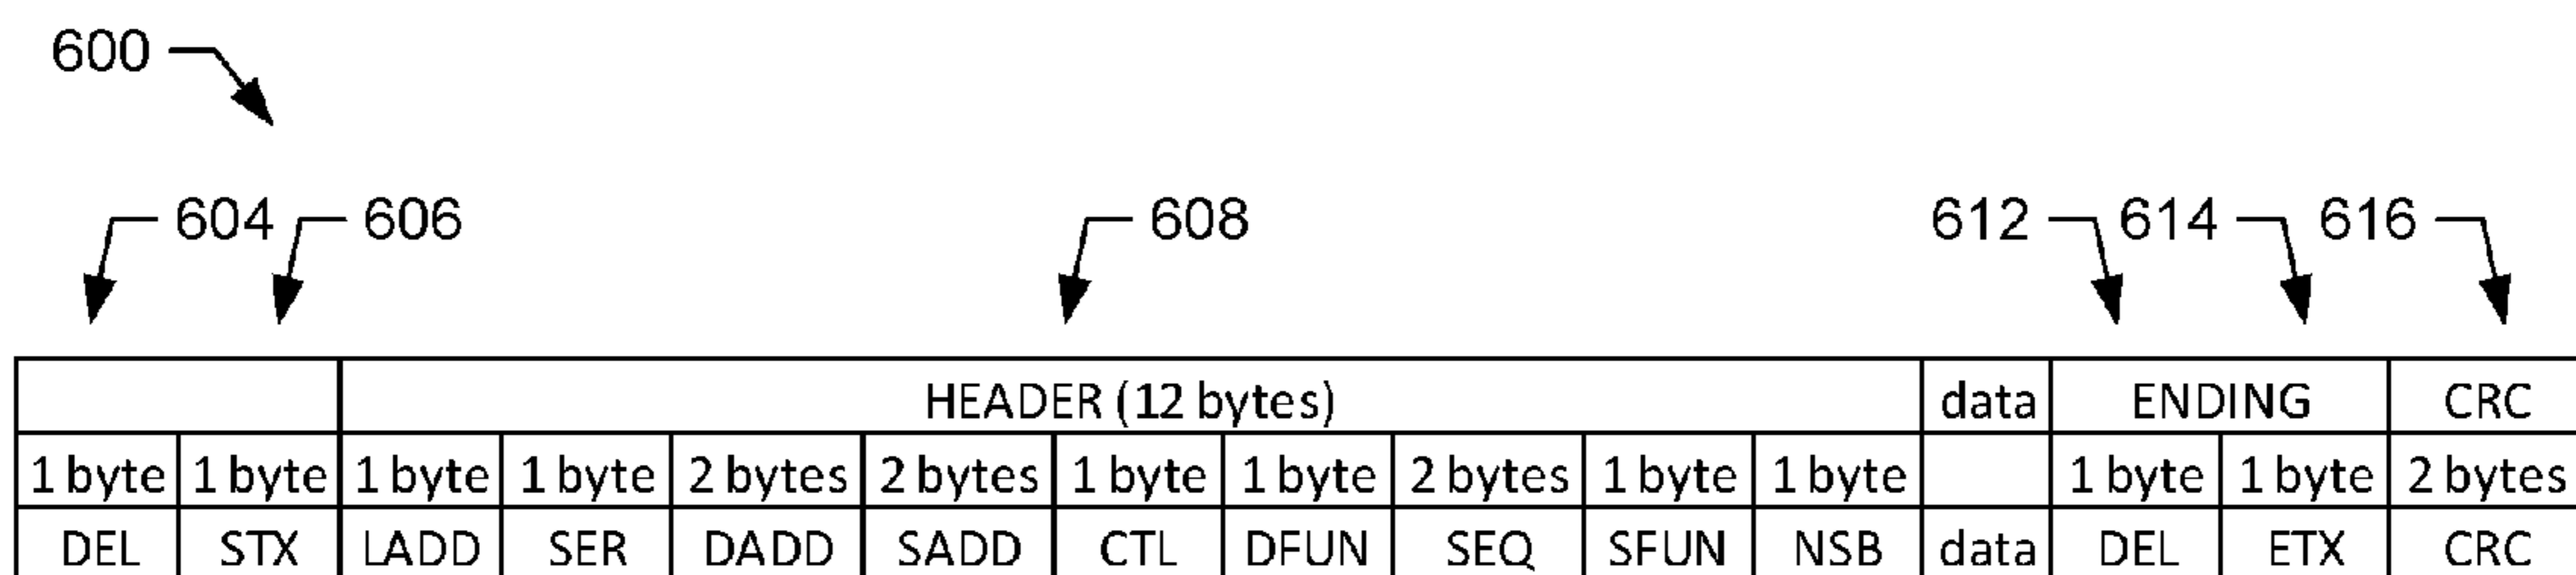 600
604 606 608 612 614 616
HEADER (12 bytes) data ENDING CRC
1 byte 1 byte 1 byte 1 byte 2 bytes 2 bytes 1 byte 1 byte 2 bytes 1 byte 1 byte 1 byte 1 byte 2 bytes
DEL STX LADD SER DADD SADD CTL DFUN SEQ SFUN NSB data DEL ETX CRC